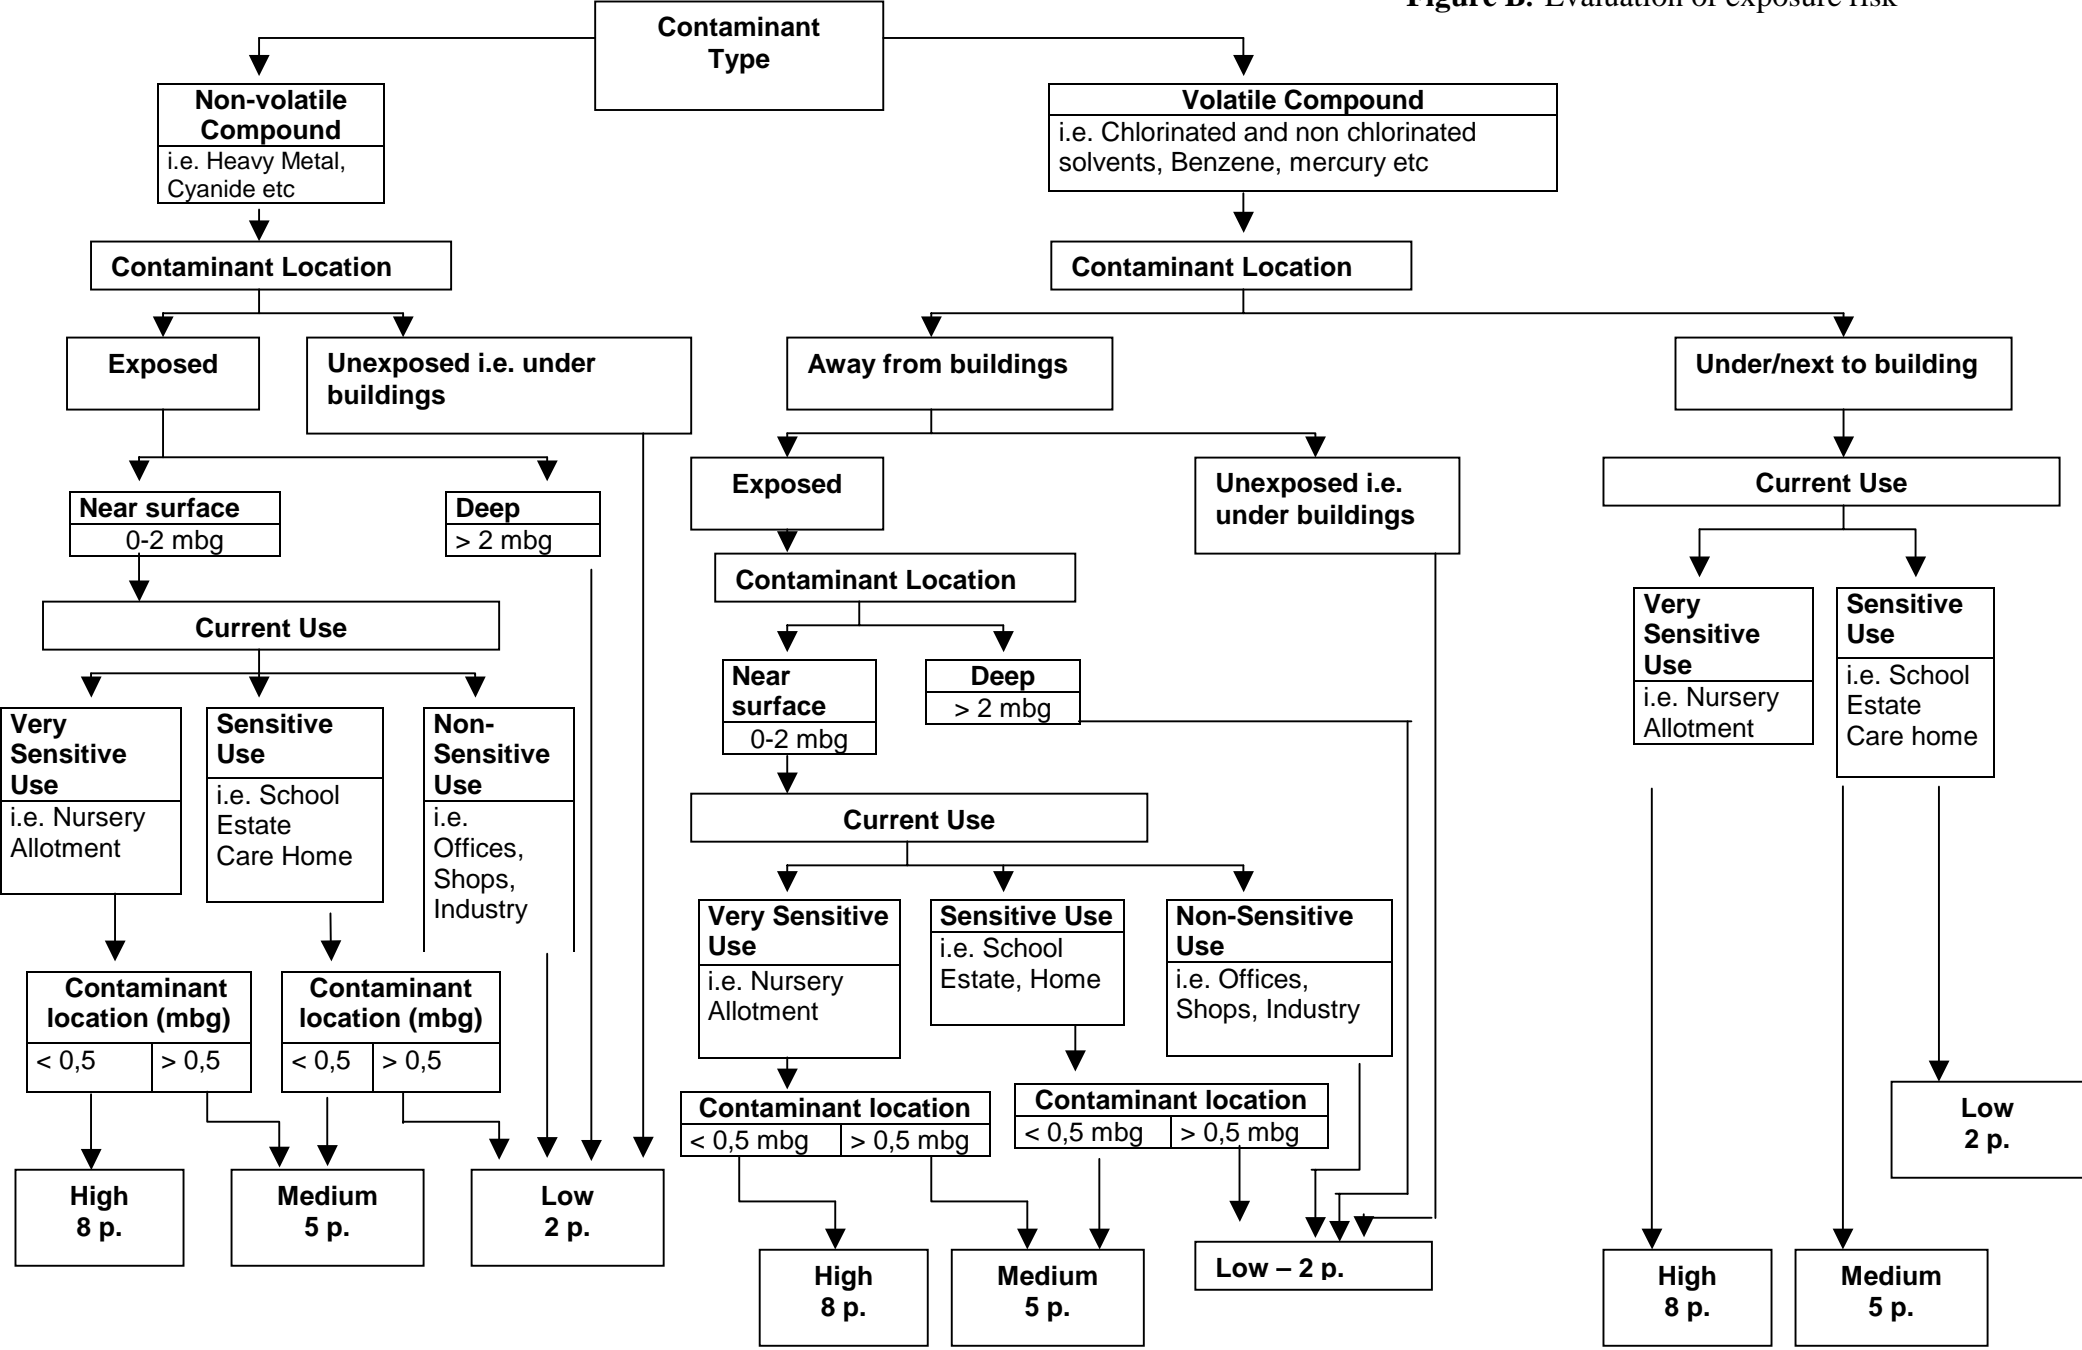 Figure B. Evaluation of exposure risk
Contaminant
Type
Non-volatile
Compound
i.e. Heavy Metal,
Cyanide etc
Volatile Compound
i.e. Chlorinated and non chlorinated
solvents, Benzene, mercury etc
Contaminant Location
Contaminant Location
Exposed
Unexposed i.e. under
buildings
Away from buildings
Under/next to building
Near surface
0-2 mbg
Deep
> 2 mbg
Exposed
Unexposed i.e.
under buildings
Current Use
Contaminant Location
Current Use
Near
surface
0-2 mbg
Deep
> 2 mbg
Very
Sensitive
Use
i.e. Nursery
Allotment
Sensitive
Use
i.e. School
Estate
Care home
Very
Sensitive
Use
i.e. Nursery
Allotment
Sensitive
Use
i.e. School
Estate
Care Home
Non-
Sensitive
Use
i.e.
Offices,
Shops,
Industry
Current Use
Very Sensitive
Use
i.e. Nursery
Allotment
Sensitive Use
i.e. School
Estate, Home
Non-Sensitive
Use
i.e. Offices,
Shops, Industry
Contaminant
location (mbg)
< 0,5
> 0,5
Contaminant
location (mbg)
< 0,5
> 0,5
Contaminant location
< 0,5 mbg
> 0,5 mbg
Contaminant location
< 0,5 mbg
> 0,5 mbg
Low
2 p.
High
8 p.
Medium
5 p.
Low
2 p.
High
8 p.
Medium
5 p.
Low – 2 p.
High
8 p.
Medium
5 p.